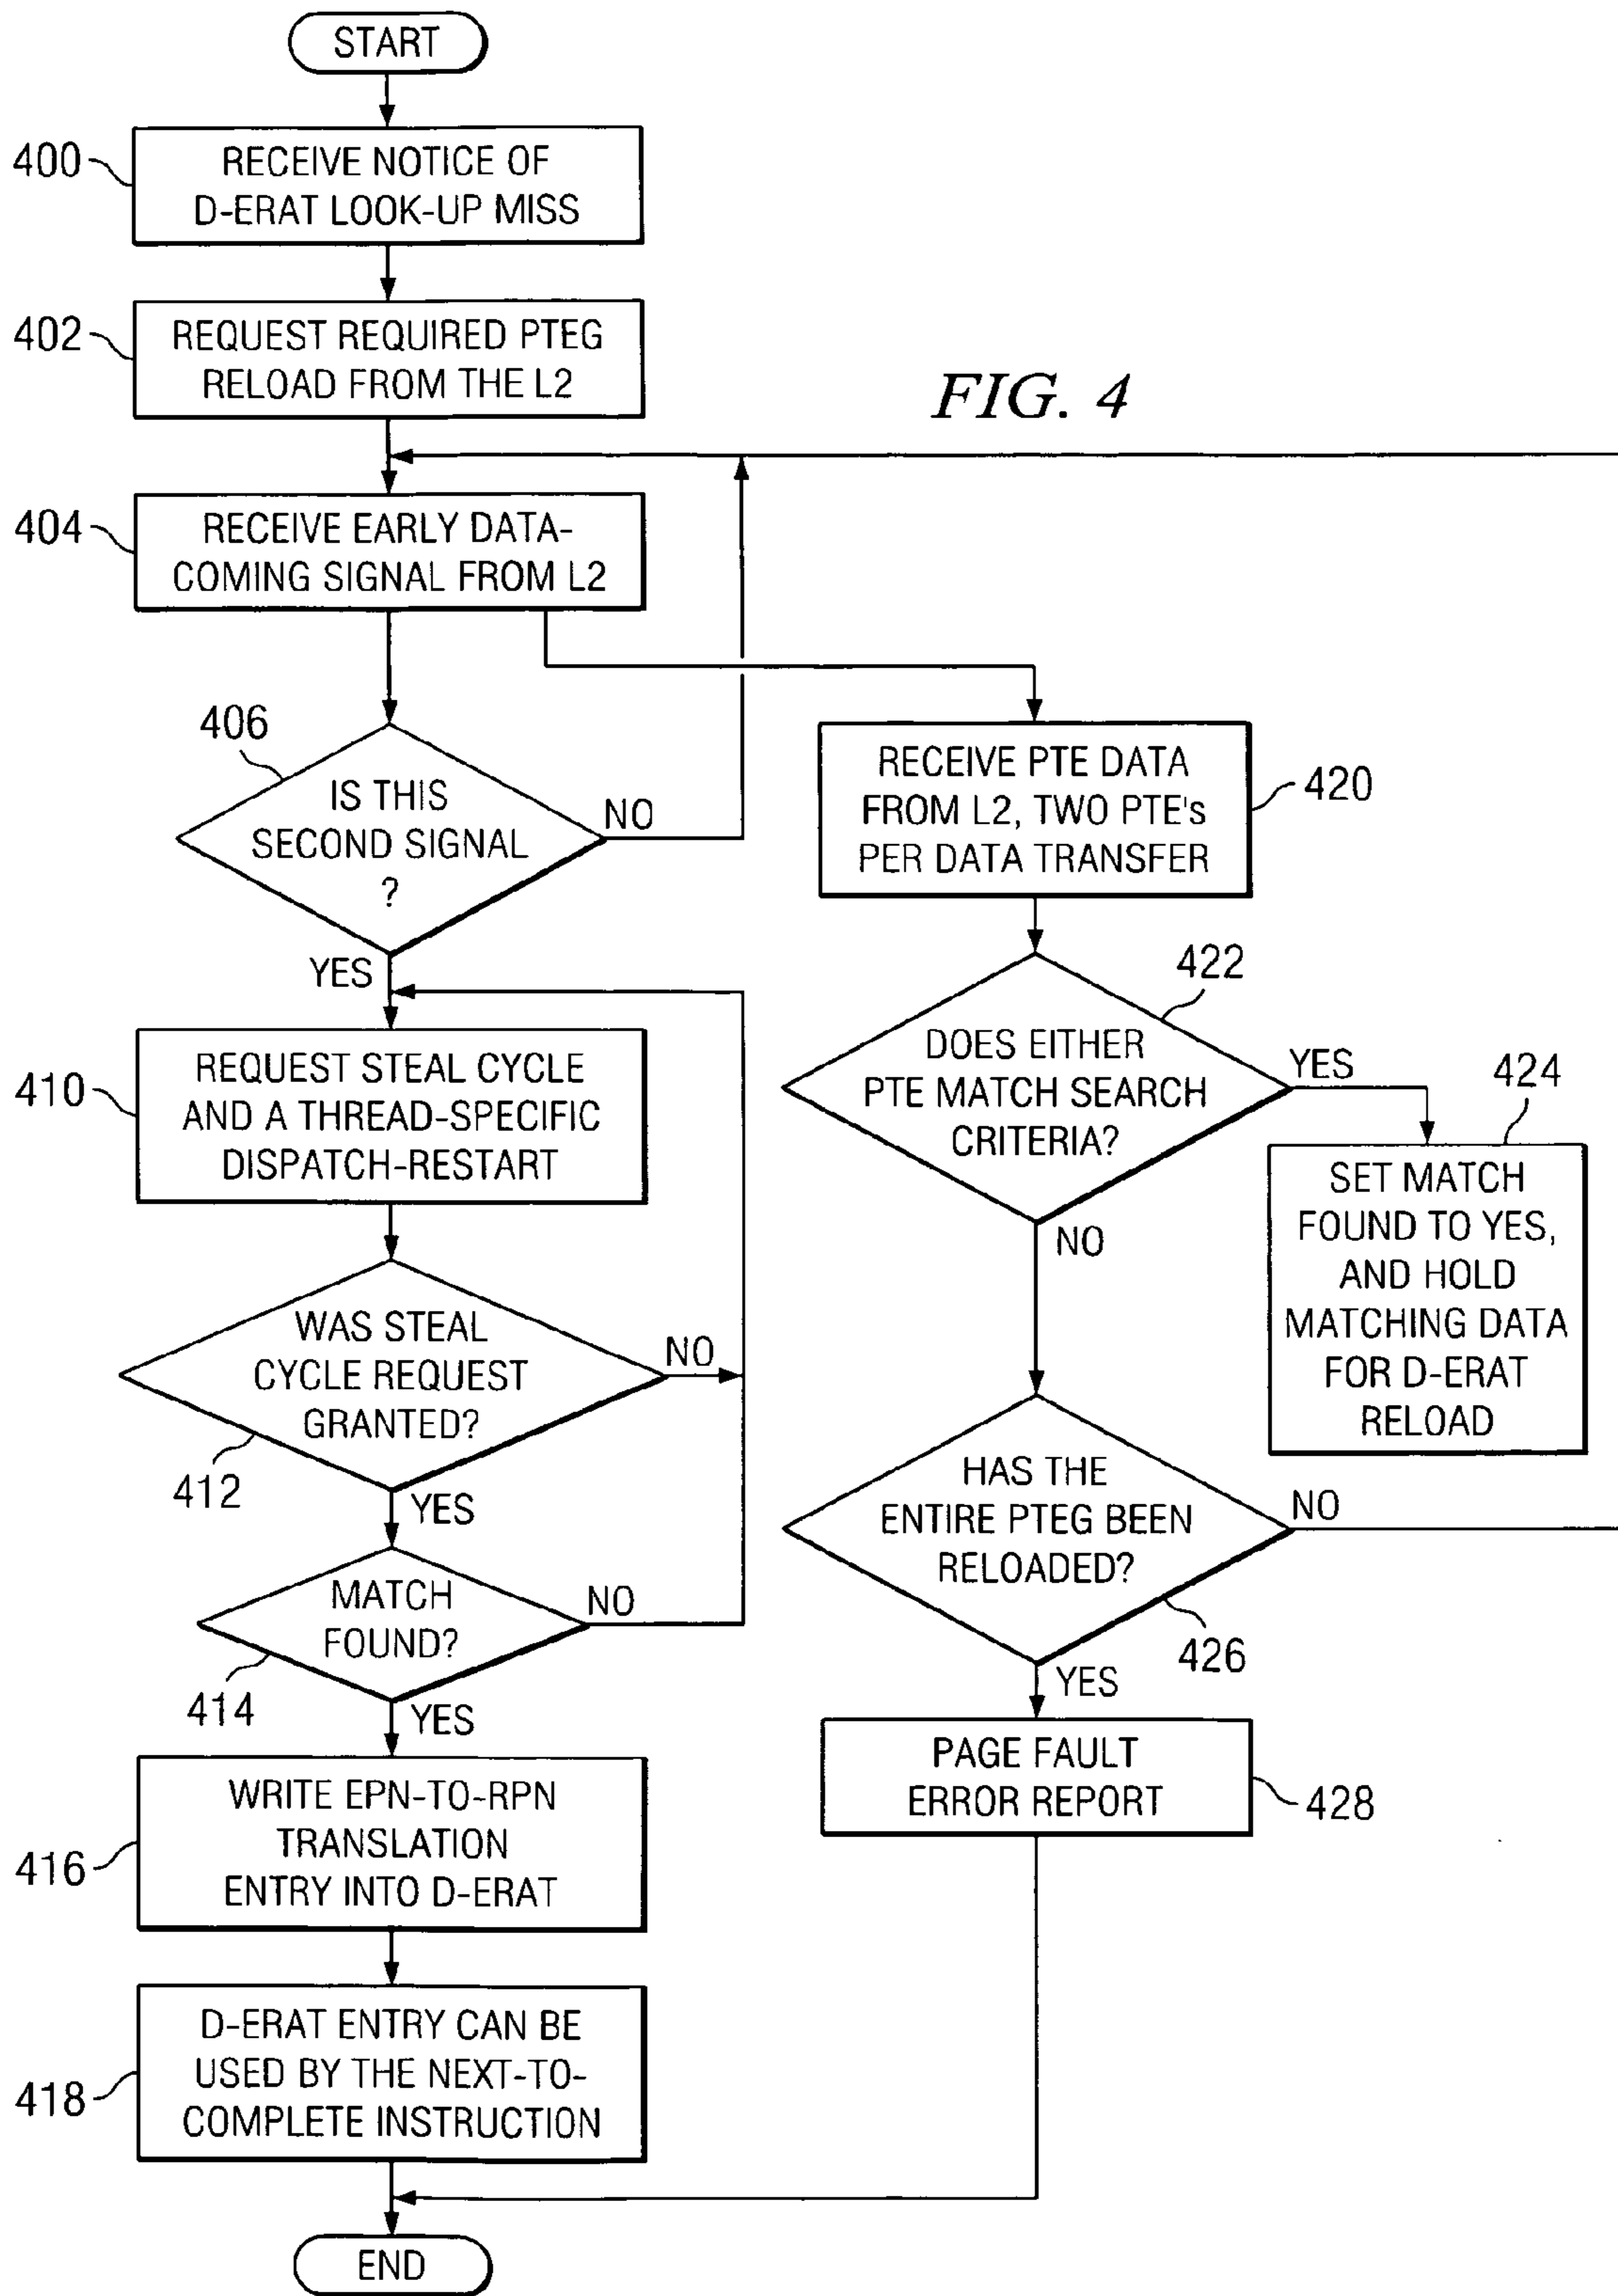 START
400
RECEIVE NOTICE OF
D-ERAT LOOK-UP MISS
402
REQUEST REQUIRED PTEG
RELOAD FROM THE L2
FIG. 4
404
RECEIVE EARLY DATA-
COMING SIGNAL FROM L2
406
IS THIS
SECOND SIGNAL
?
NO
YES
410
REQUEST STEAL CYCLE
AND A THREAD-SPECIFIC
DISPATCH-RESTART
WAS STEAL
CYCLE REQUEST
GRANTED?
NO
412
YES
MATCH
FOUND?
NO
414
YES
416
WRITE EPN-TO-RPN
TRANSLATION
ENTRY INTO D-ERAT
418
D-ERAT ENTRY CAN BE
USED BY THE NEXT-TO-
COMPLETE INSTRUCTION
END
RECEIVE PTE DATA
FROM L2, TWO PTE's
PER DATA TRANSFER
420
422
DOES EITHER
PTE MATCH SEARCH
CRITERIA?
YES
NO
424
SET MATCH
FOUND TO YES,
AND HOLD
MATCHING DATA
FOR D-ERAT
RELOAD
HAS THE
ENTIRE PTEG BEEN
RELOADED?
NO
426
YES
PAGE FAULT
ERROR REPORT
428